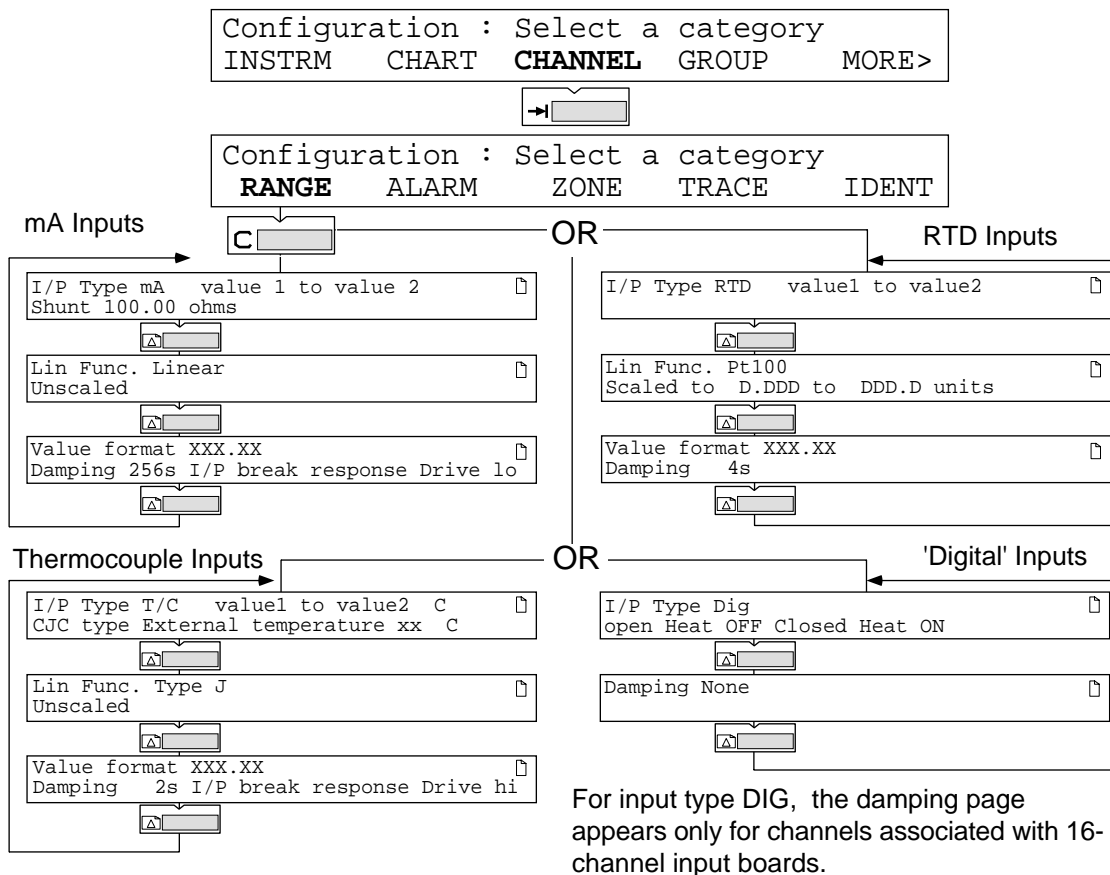 Configuration : Select a category
INSTRM CHART CHANNEL GROUP MORE>
Configuration : Select a category
RANGE ALARM ZONE TRACE IDENT
C
OR
mA Inputs
I/P Type mA value 1 to value 2
Shunt 100.00 ohms
Lin Func. Linear
Unscaled
Value format XXX.XX
Damping 256s I/P break response Drive lo
RTD Inputs
I/P Type RTD value1 to value2
Lin Func. Pt100
Scaled to D.DDD to DDD.D units
Value format XXX.XX
Damping 4s
OR
Thermocouple Inputs
I/P Type T/C value1 to value2 C
CJC type External temperature xx C
Lin Func. Type J
Unscaled
Value format XXX.XX
Damping 2s I/P break response Drive hi
'Digital' Inputs
I/P Type Dig
open Heat OFF Closed Heat ON
Damping None
For input type DIG, the damping page
appears only for channels associated with 16-
channel input boards.